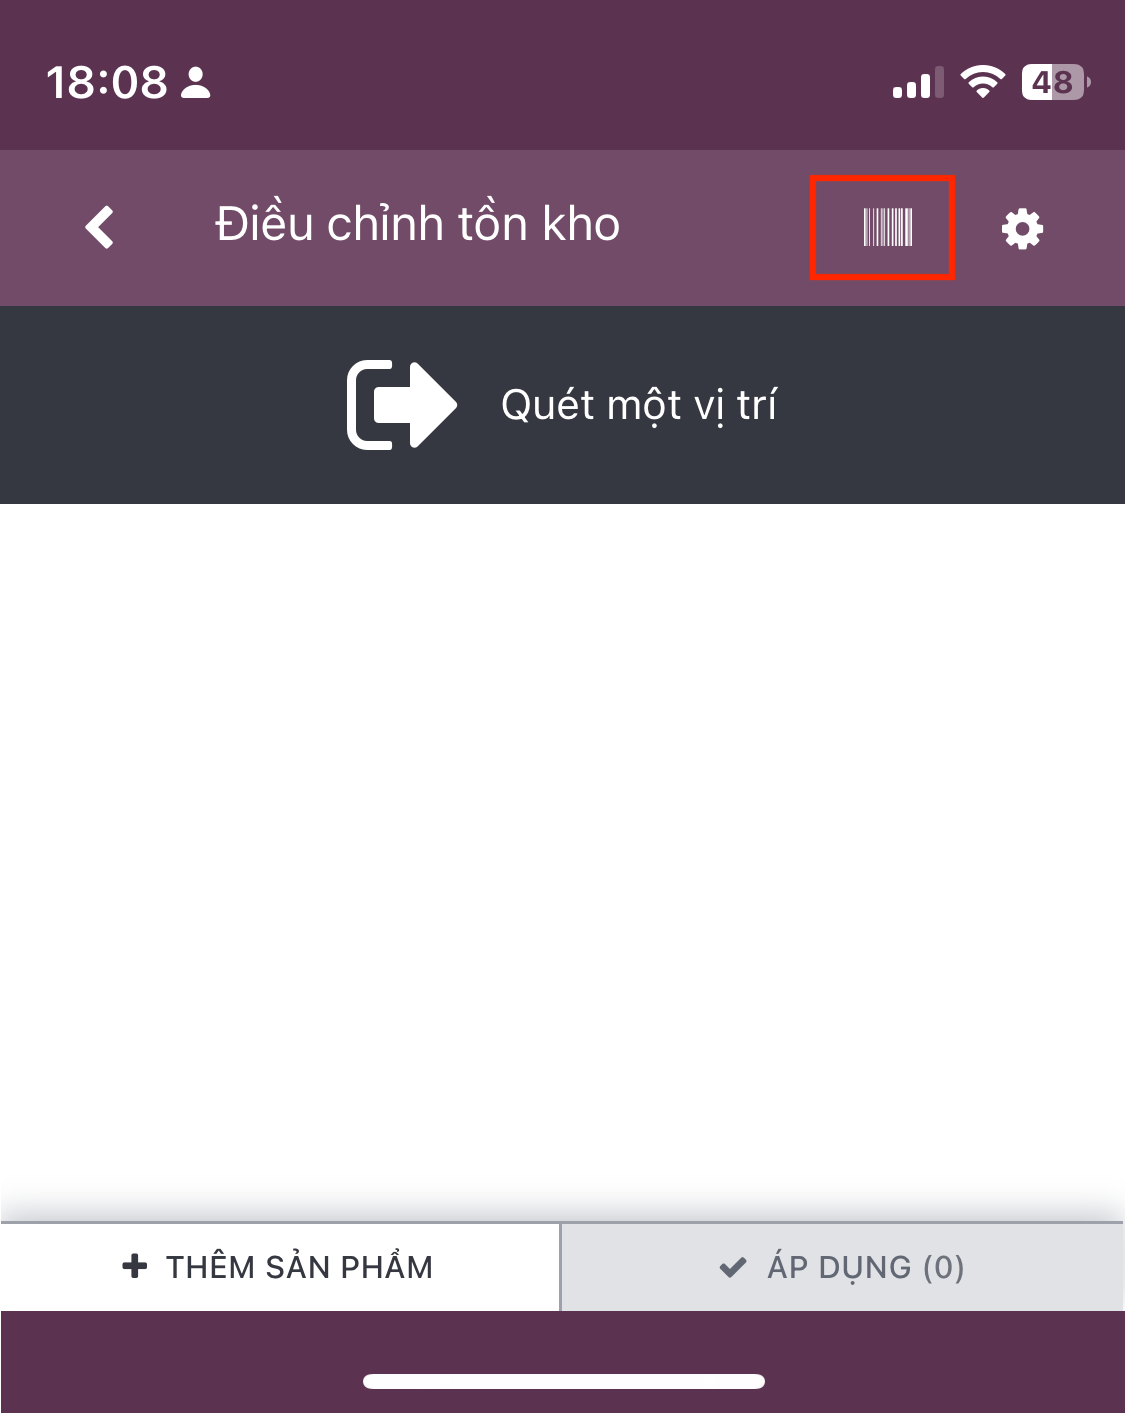 18:08
48
Điều chỉnh tồn kho
Quét một vị trí
THÊM SẢN PHẨM
ÁP DỤNG (0)